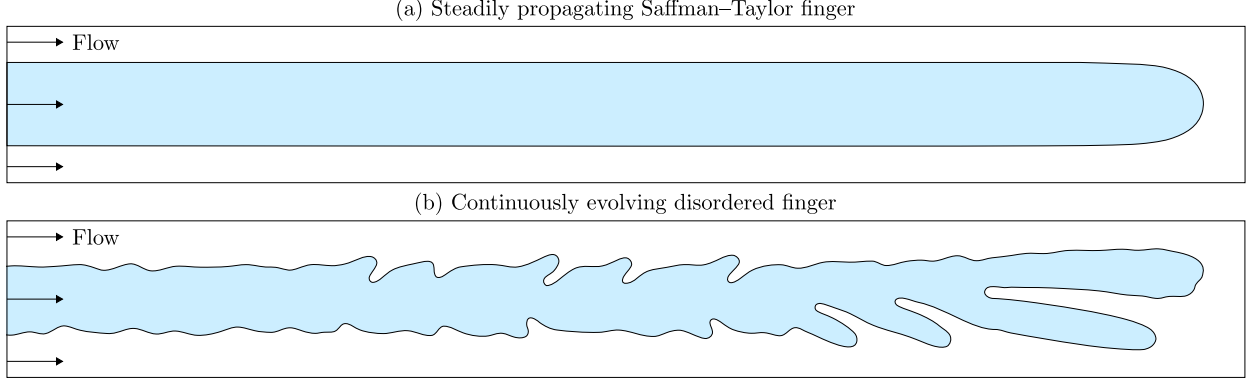 (a) Steadily propagating Saffman–Taylor finger
Flow
(b) Continuously evolving disordered finger
Flow